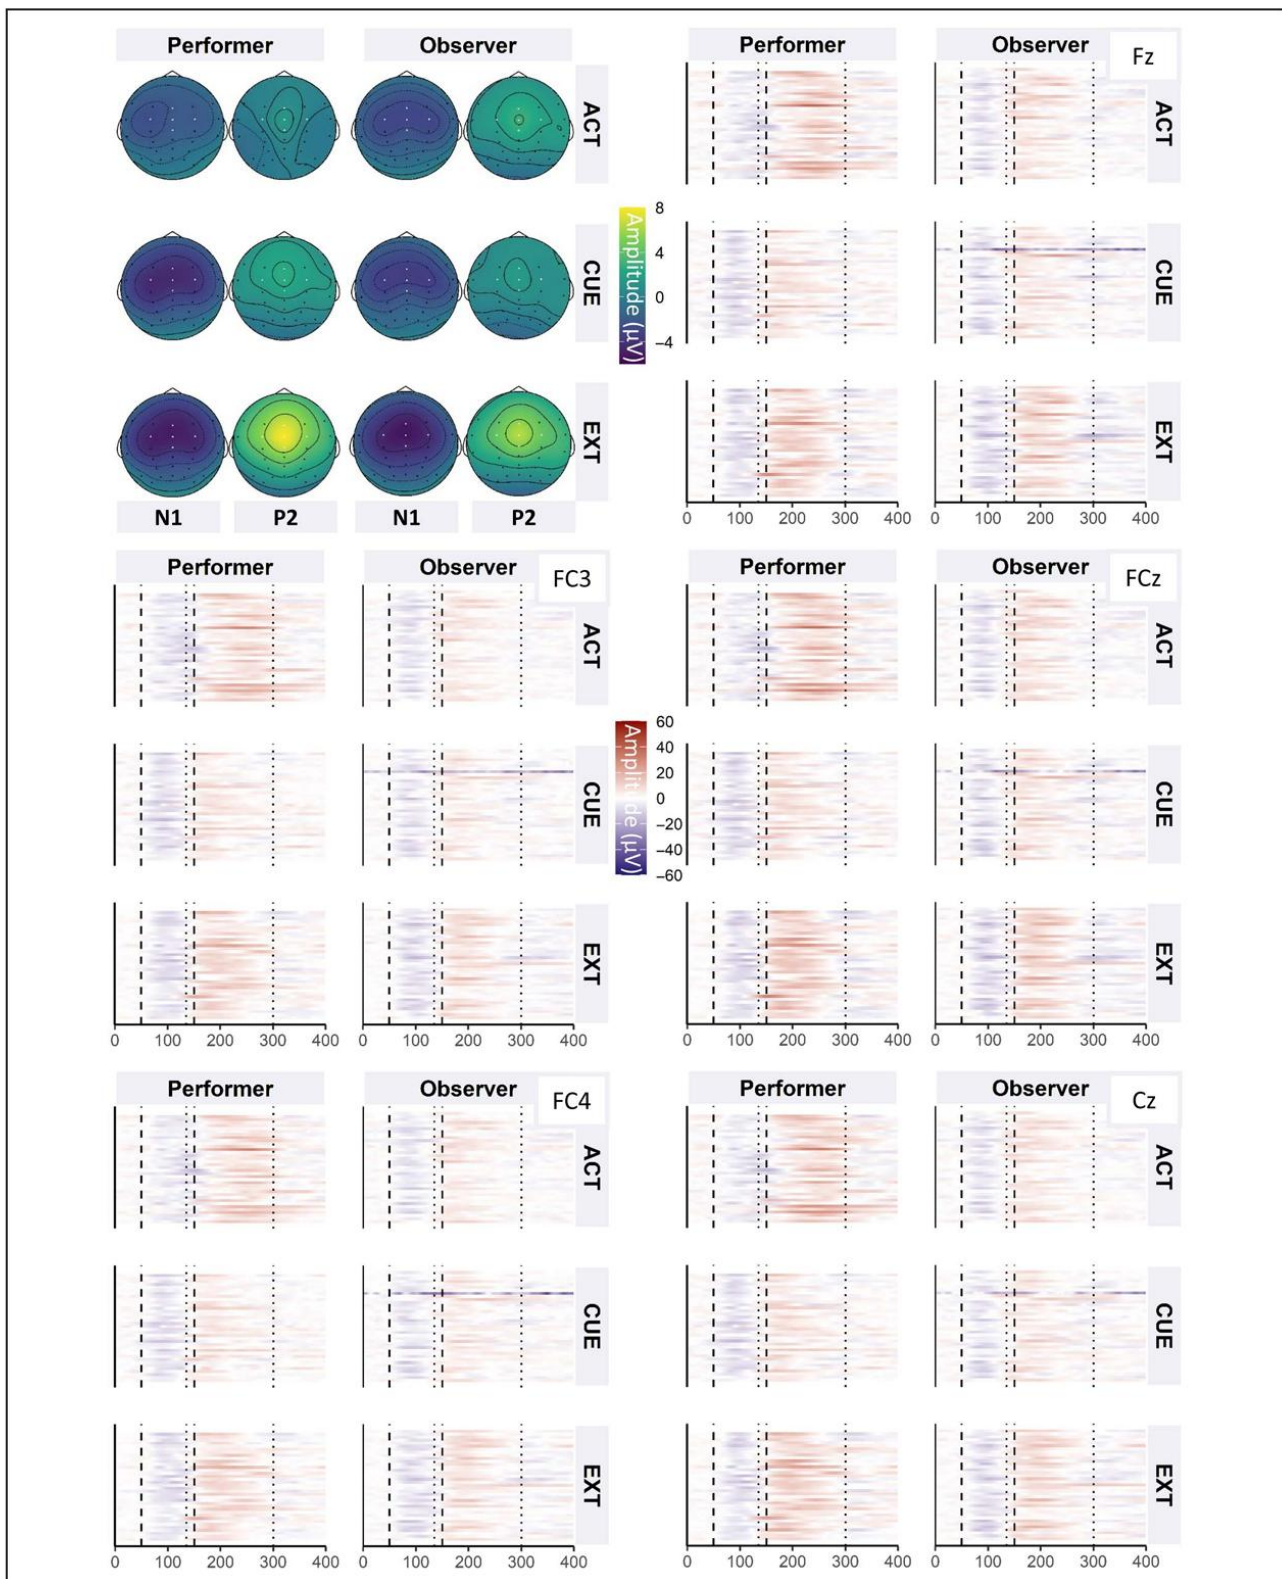 Performer Observer
ACT
CUE
EXT
N1 P2 N1 P2
8
4
0
−4
Amplitude (µV)
Performer Observer Fz
ACT
CUE
EXT
0 100 200 300 400 0 100 200 300 400
Performer Observer FC3
ACT
CUE
EXT
0 100 200 300 400 0 100 200 300 400
60
40
20
0
−20
−40
−60
Amplitude (µV)
Performer Observer FCz
ACT
CUE
EXT
0 100 200 300 400 0 100 200 300 400
Performer Observer FC4
ACT
CUE
EXT
0 100 200 300 400 0 100 200 300 400
Performer Observer Cz
ACT
CUE
EXT
0 100 200 300 400 0 100 200 300 400